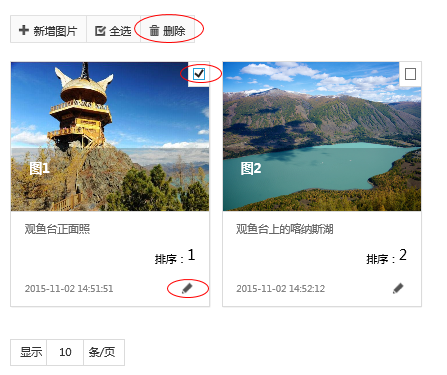 新增图片 全选 删除
图1 图2
观鱼台正面照 观鱼台上的喀纳斯湖
排序：1 排序：2
2015-11-02 14:51:51 2015-11-02 14:52:12
显示 10 条/页